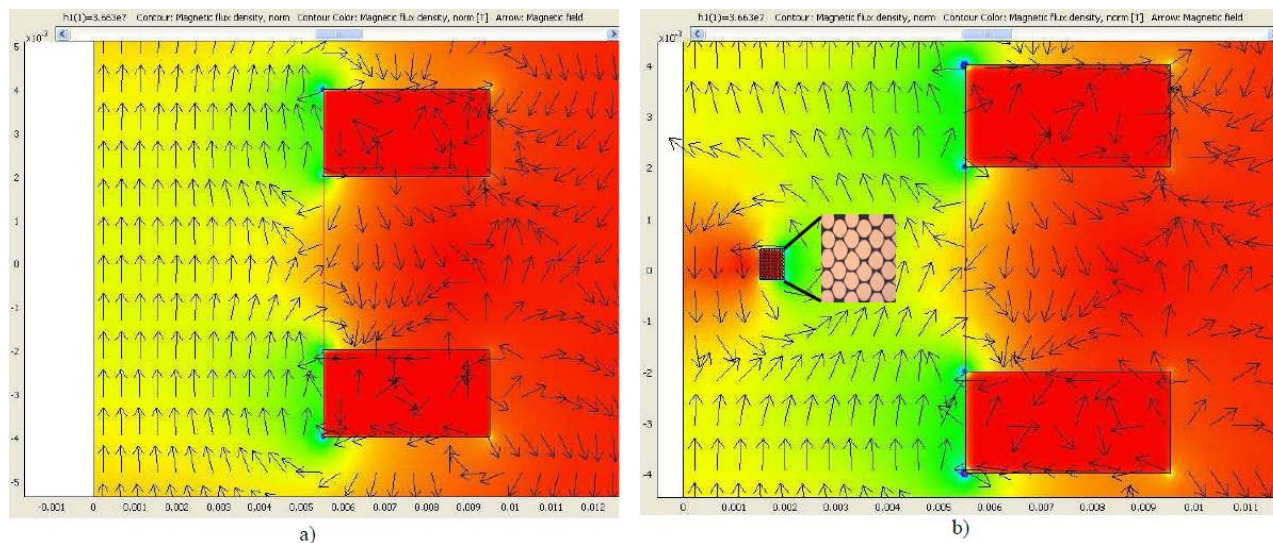 h1(1)=3.663e7 Contour: Magnetic flux density, norm Contour Color: Magnetic flux density, norm [T] Arrow: Magnetic field
x10-3
5
4
3
2
1
0
-1
-2
-3
-4
-5
-0.001 0 0.001 0.002 0.003 0.004 0.005 0.006 0.007 0.008 0.009 0.01 0.011 0.012
a)
h1(1)=3.663e7 Contour: Magnetic flux density, norm Contour Color: Magnetic flux density, norm [T] Arrow: Magnetic field
x10-3
4
3
2
1
0
-1
-2
-3
-4
0 0.001 0.002 0.003 0.004 0.005 0.006 0.007 0.008 0.009 0.01 0.011
b)